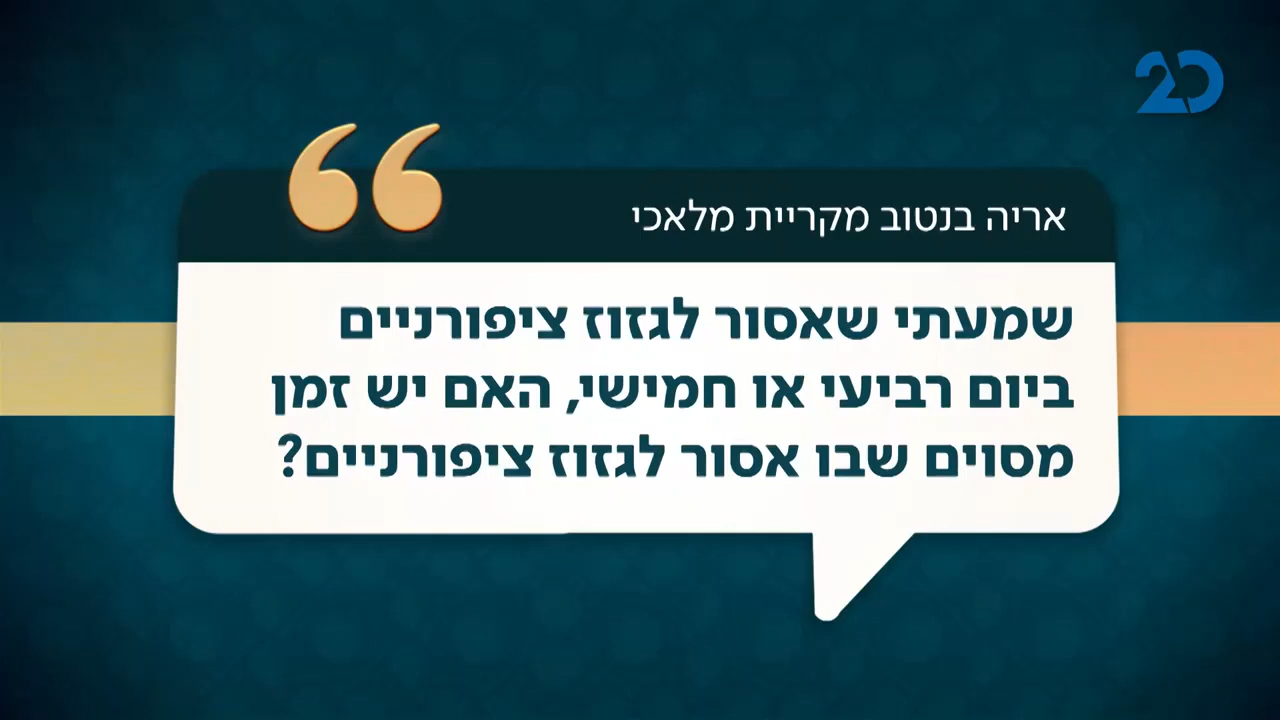 20
אריה בנטוב מקריית מלאכי
שמעתי שאסור לגזוז ציפורניים
ביום רביעי או חמישי, האם יש זמן
מסוים שבו אסור לגזוז ציפורניים?